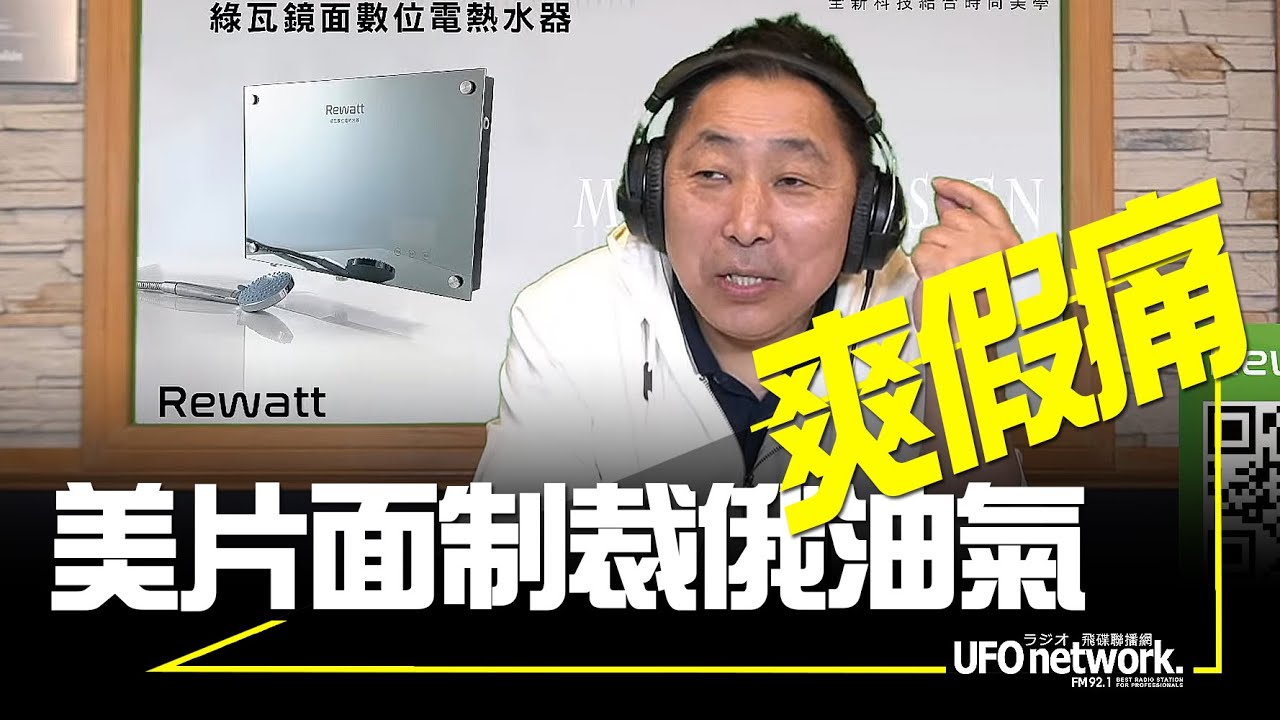 綠瓦鏡面數位電熱水器
全新科技結合時尚美學
Rewatt
Rewatt
爽假痛
美片面制裁俄油氣
ラジオ 飛碟聯播網
UFO network.
FM92.1 BEST RADIO STATION
FOR PROFESSIONALS